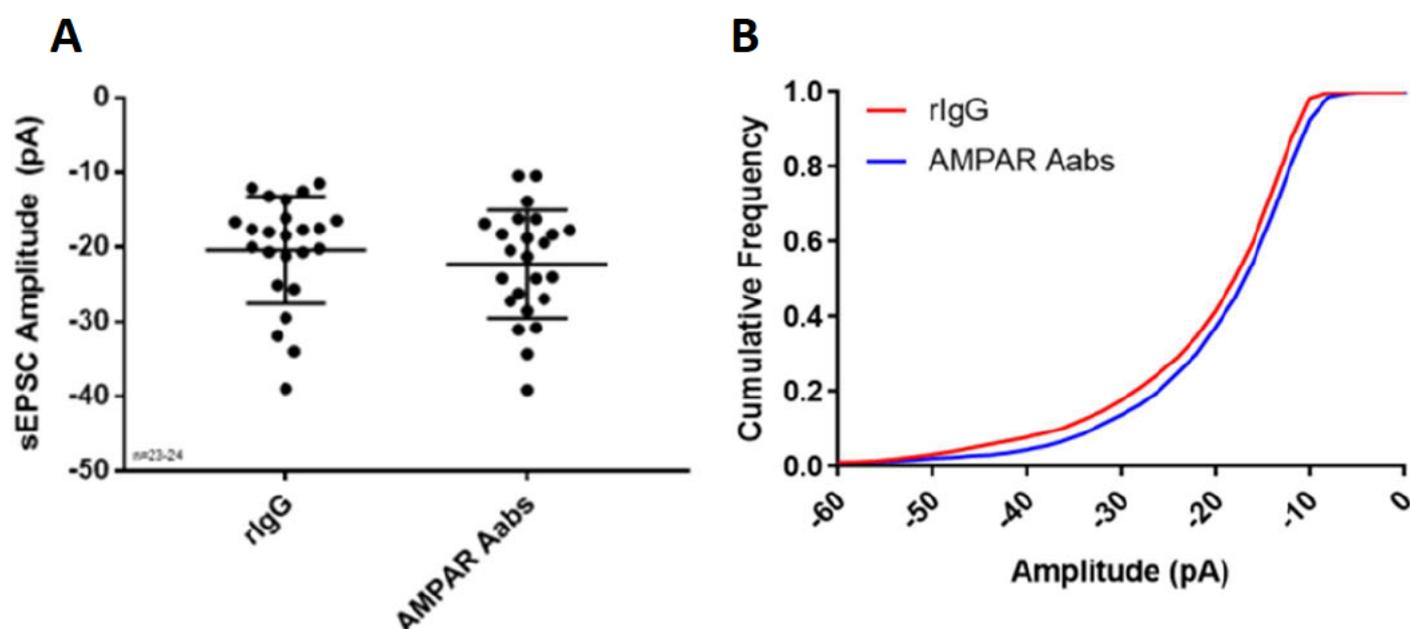 A
sEPSC Amplitude (pA)
0
-10
-20
-30
-40
-50
n=23-24
rIgG
AMPAR Aabs
B
Cumulative Frequency
1.0
0.8
0.6
0.4
0.2
0.0
rIgG
AMPAR Aabs
-60
-50
-40
-30
-20
-10
0
Amplitude (pA)